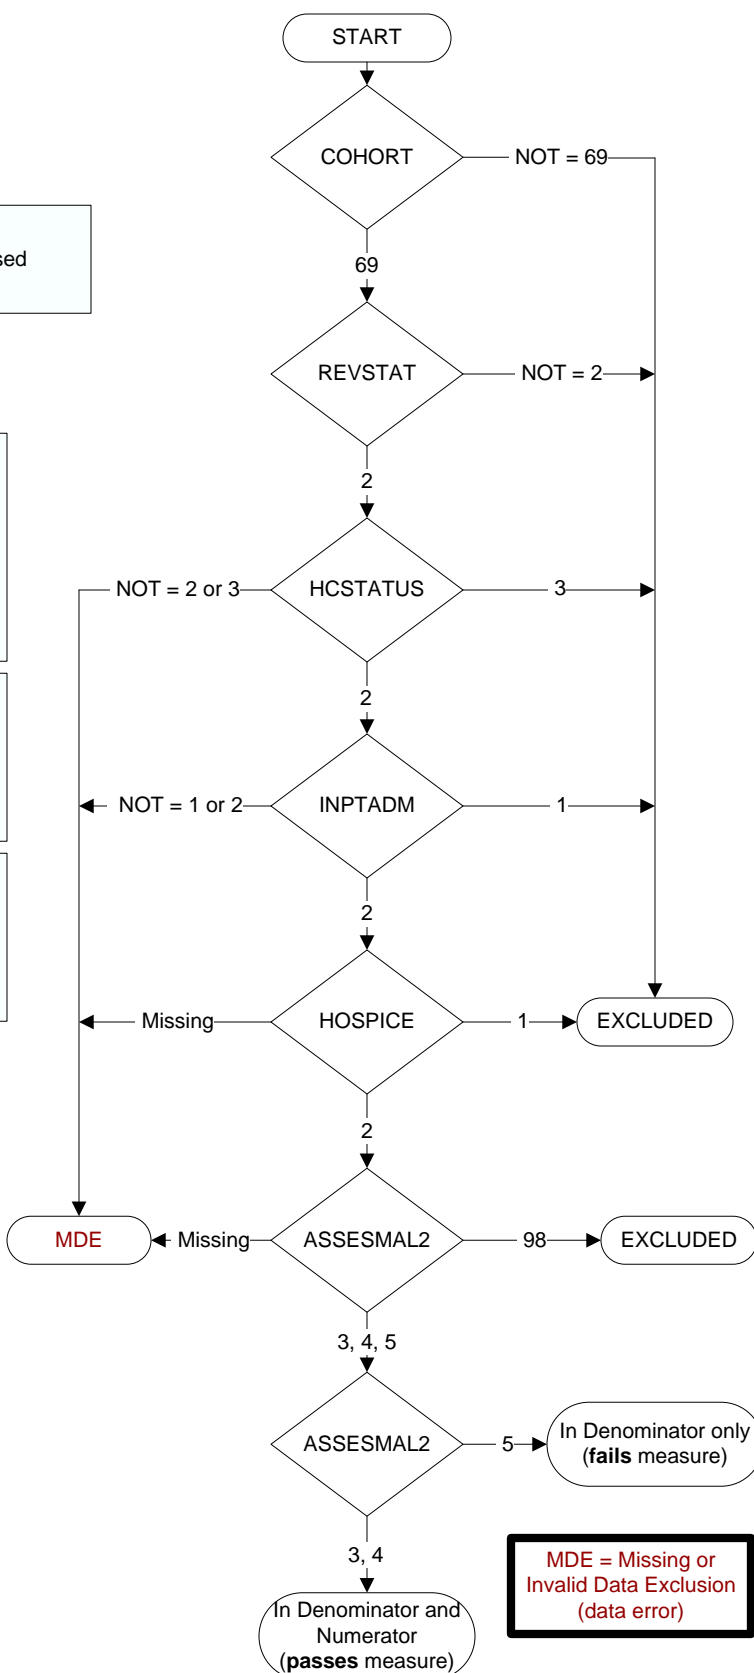 START
COHORT
NOT = 69
sed
69
REVSTAT
NOT = 2
2
NOT = 2 or 3
HCSTATUS
3
2
NOT = 1 or 2
INPTADM
1
2
Missing
HOSPICE
1
EXCLUDED
2
MDE
Missing
ASSESMAL2
98
EXCLUDED
3, 4, 5
ASSESMAL2
5
In Denominator only
(fails measure)
3, 4
In Denominator and
Numerator
(passes measure)
MDE = Missing or
Invalid Data Exclusion
(data error)